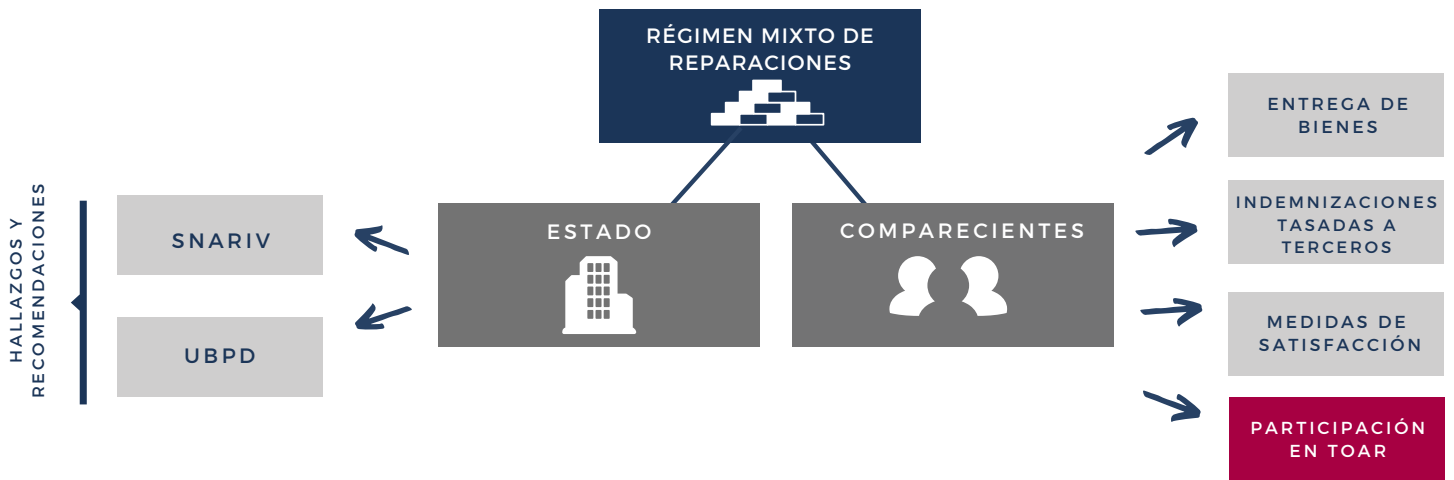 RÉGIMEN MIXTO DE
REPARACIONES
HALLAZGOS Y
RECOMENDACIONES
SNARIV
UBPD
ESTADO
COMPARECIENTES
ENTREGA DE
BIENES
INDEMNIZACIONES
TASADAS A
TERCEROS
MEDIDAS DE
SATISFACCIÓN
PARTICIPACIÓN
EN TOAR